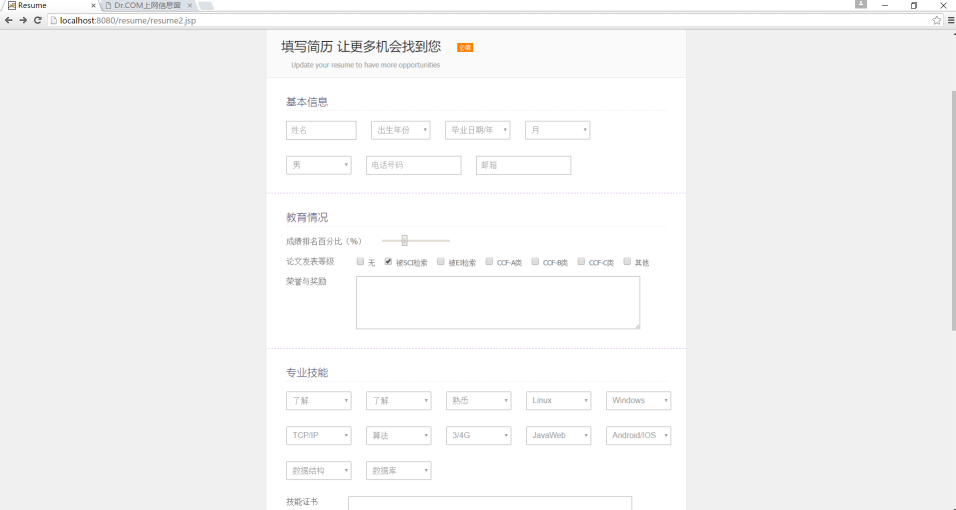 Resume
Dr.COM上网信息窗
localhost:8080/resume/resume2.jsp
填写简历 让更多机会找到您 必填
Update your resume to have more opportunities
基本信息
姓名 出生年份 毕业日期/年 月
男 电话号码 邮箱
教育情况
成绩排名百分比（%）
论文发表等级 无 被SCI检索 被EI检索 CCF-A类 CCF-B类 CCF-C类 其他
荣誉与奖励
专业技能
了解 了解 熟悉 Linux Windows
TCP/IP 算法 3/4G JavaWeb Android/IOS
数据结构 数据库
技能证书